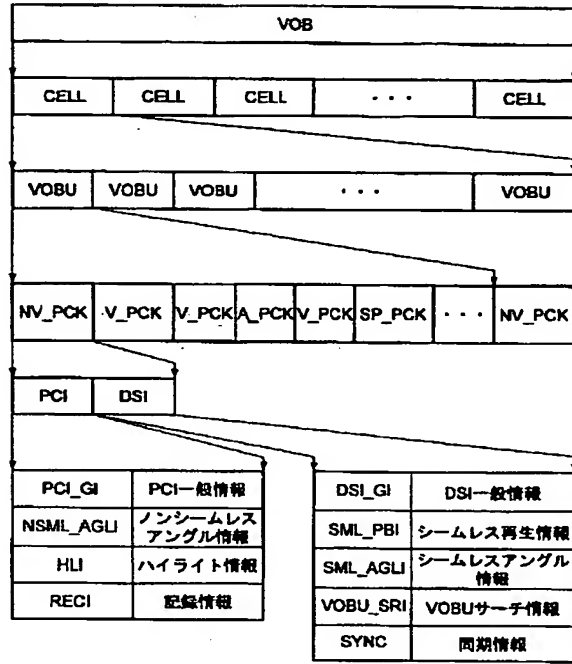 VOB
CELL CELL CELL ・・・ CELL
VOBU VOBU VOBU ・・・ VOBU
NV_PCK V_PCK V_PCK A_PCK V_PCK SP_PCK ・・・ NV_PCK
PCI DSI
PCI_GI PCI一般情報
NSML_AGLI ノンシームレス
アングル情報
HLI ハイライト情報
RECI 記録情報
DSI_GI DSI一般情報
SML_PBI シームレス再生情報
SML_AGLI シームレスアングル
情報
VOBU_SRI VOBUサーチ情報
SYNC 同期情報